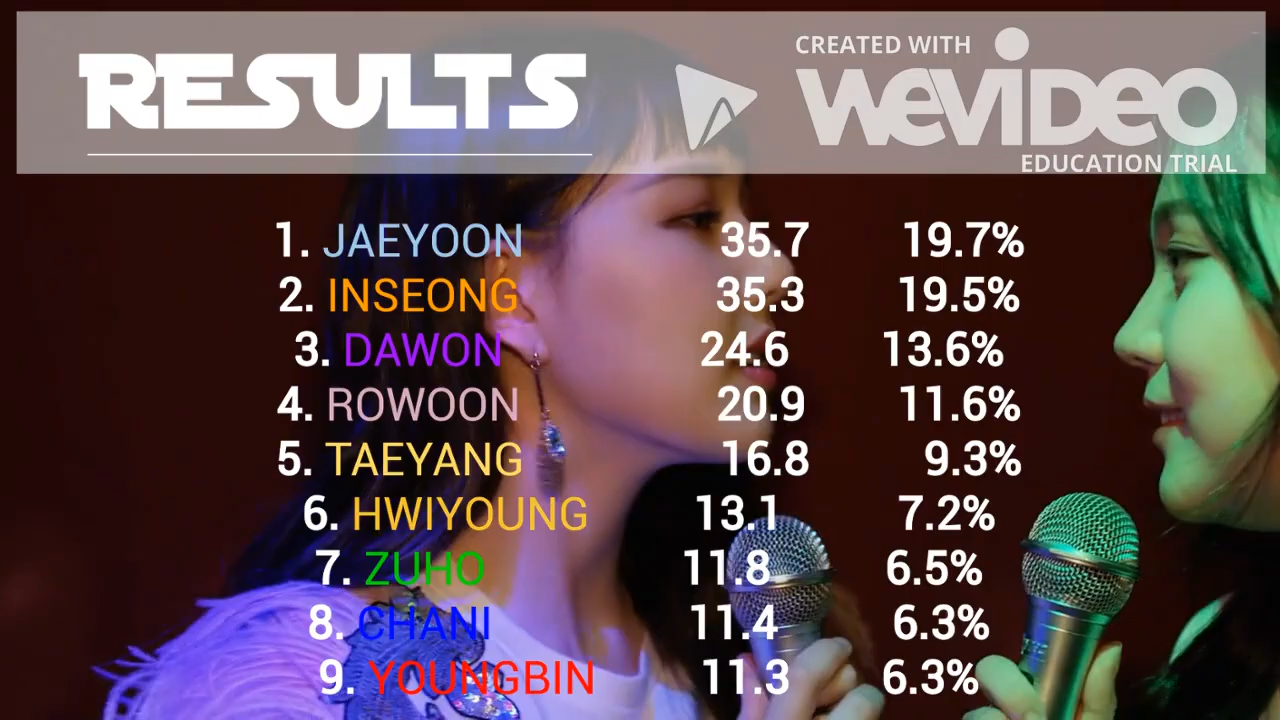 RESULTS
CREATED WITH
WEVIDEO
EDUCATION TRIAL
1. JAEYOON 35.7 19.7%
2. INSEONG 35.3 19.5%
3. DAWON 24.6 13.6%
4. ROWOON 20.9 11.6%
5. TAEYANG 16.8 9.3%
6. HWIYOUNG 13.1 7.2%
7. ZUHO 11.8 6.5%
8. CHANI 11.4 6.3%
9. YOUNGBIN 11.3 6.3%